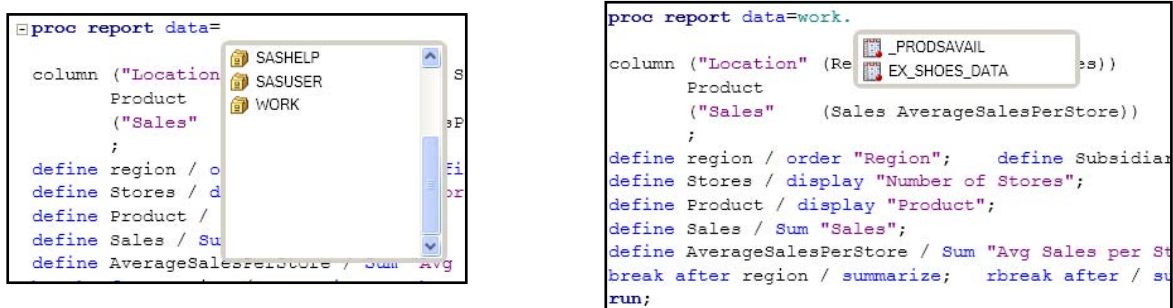 proc report data=
SASHELP
SASUSER
WORK
column ("Location
Product
("Sales"
;
define region / o
define Stores / d
define Product /
define Sales / Su
define AverageSalesPerStore / Sum "Avg
proc report data=work.
_PRODSAVAIL
EX_SHOES_DATA
column ("Location" (Re es))
Product
("Sales" (Sales AverageSalesPerStore))
;
define region / order "Region"; define Subsidiar
define Stores / display "Number of Stores";
define Product / display "Product";
define Sales / Sum "Sales";
define AverageSalesPerStore / Sum "Avg Sales per St
break after region / summarize; rbreak after / su
run;